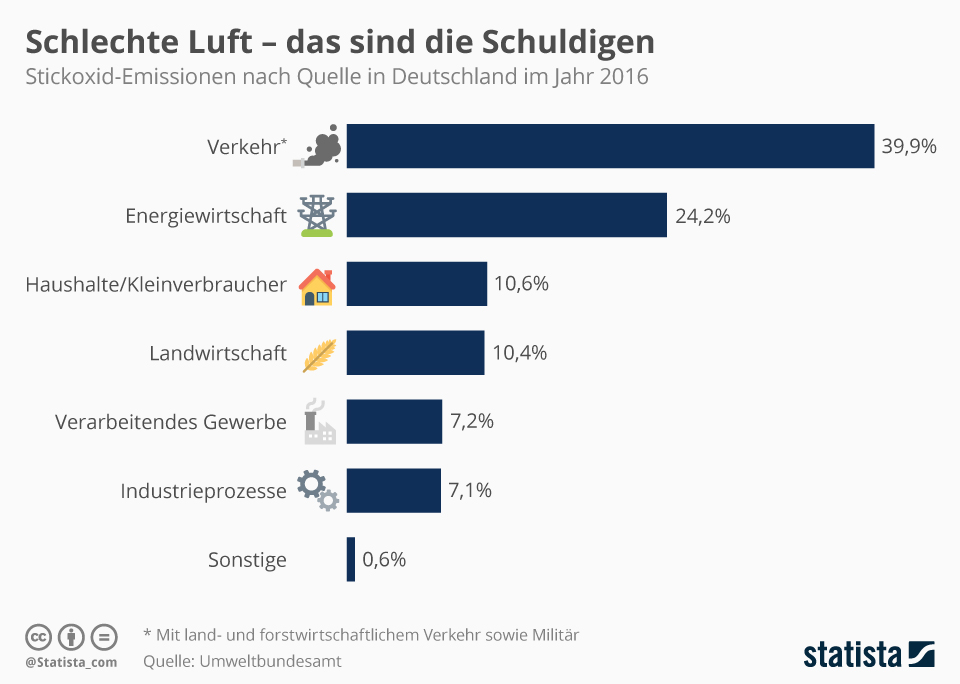 Schlechte Luft – das sind die Schuldigen
Stickoxid-Emissionen nach Quelle in Deutschland im Jahr 2016
Verkehr* 39,9%
Energiewirtschaft 24,2%
Haushalte/Kleinverbraucher 10,6%
Landwirtschaft 10,4%
Verarbeitendes Gewerbe 7,2%
Industrieprozesse 7,1%
Sonstige 0,6%
* Mit land- und forstwirtschaftlichem Verkehr sowie Militär
cc =
@Statista_com Quelle: Umweltbundesamt
statista